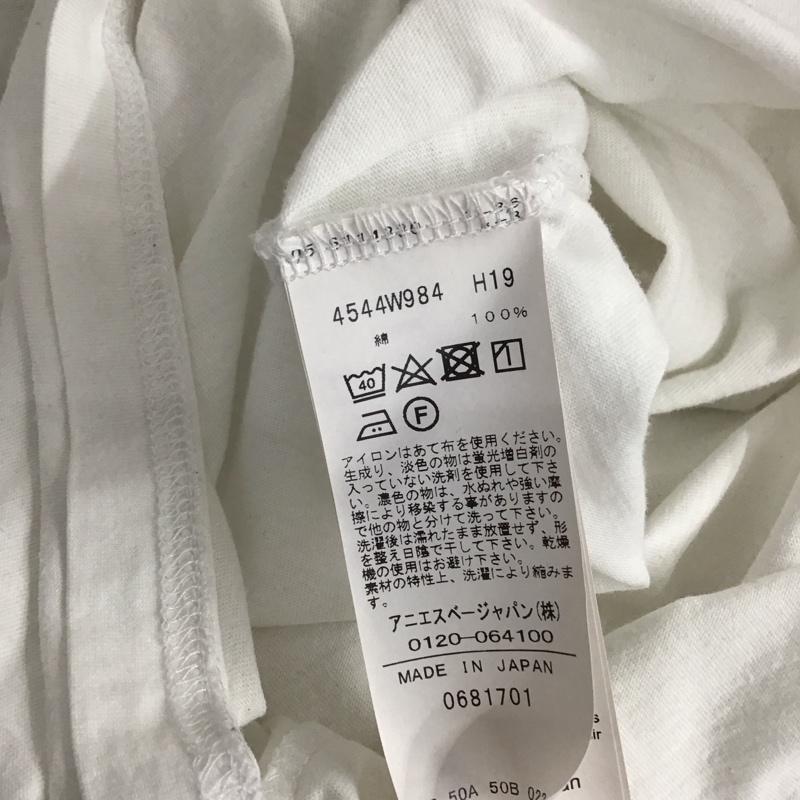 4544W984 H19
綿 100%
40
F
アイロンはあて布を使用ください。
生成り、淡色の物は蛍光増白剤の
入っていない洗剤を使用して下さ
い。濃色の物は、水ぬれや強い摩
擦により移染する事がありますの
で他の物と分けて洗って下さい。
洗濯後は濡れたまま放置せず、形
を整え日陰で干して下さい。乾燥
機の使用はお避け下さい。
素材の特性上、洗濯により縮みま
す。
アニエスベージャパン(株)
0120-064100
MADE IN JAPAN
0681701
50A 50B